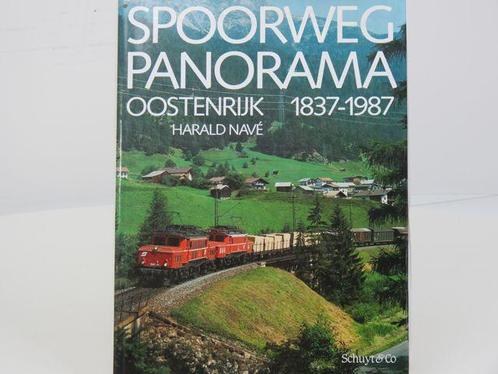 SPOORWEG
PANORAMA
OOSTENRIJK 1837-1987
HARALD NAVÉ
Schuyt & Co